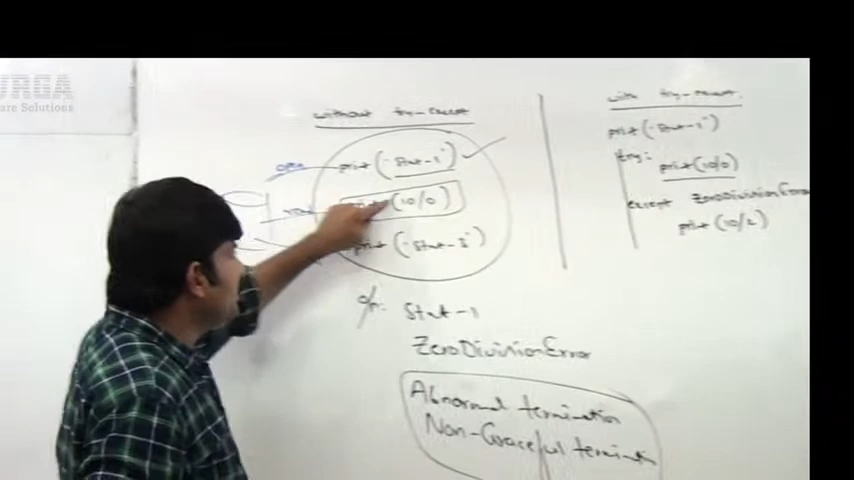 URGA
are Solutions
without try-except
print("stmt-1")
print(10/0)
print("stmt-3")
o/p: Stmt-1
ZeroDivisionError
Abnormal termination
Non-Graceful termination
with try-except
print("stmt-1")
try:
print(10/0)
except ZeroDivisionError
print(10/2)